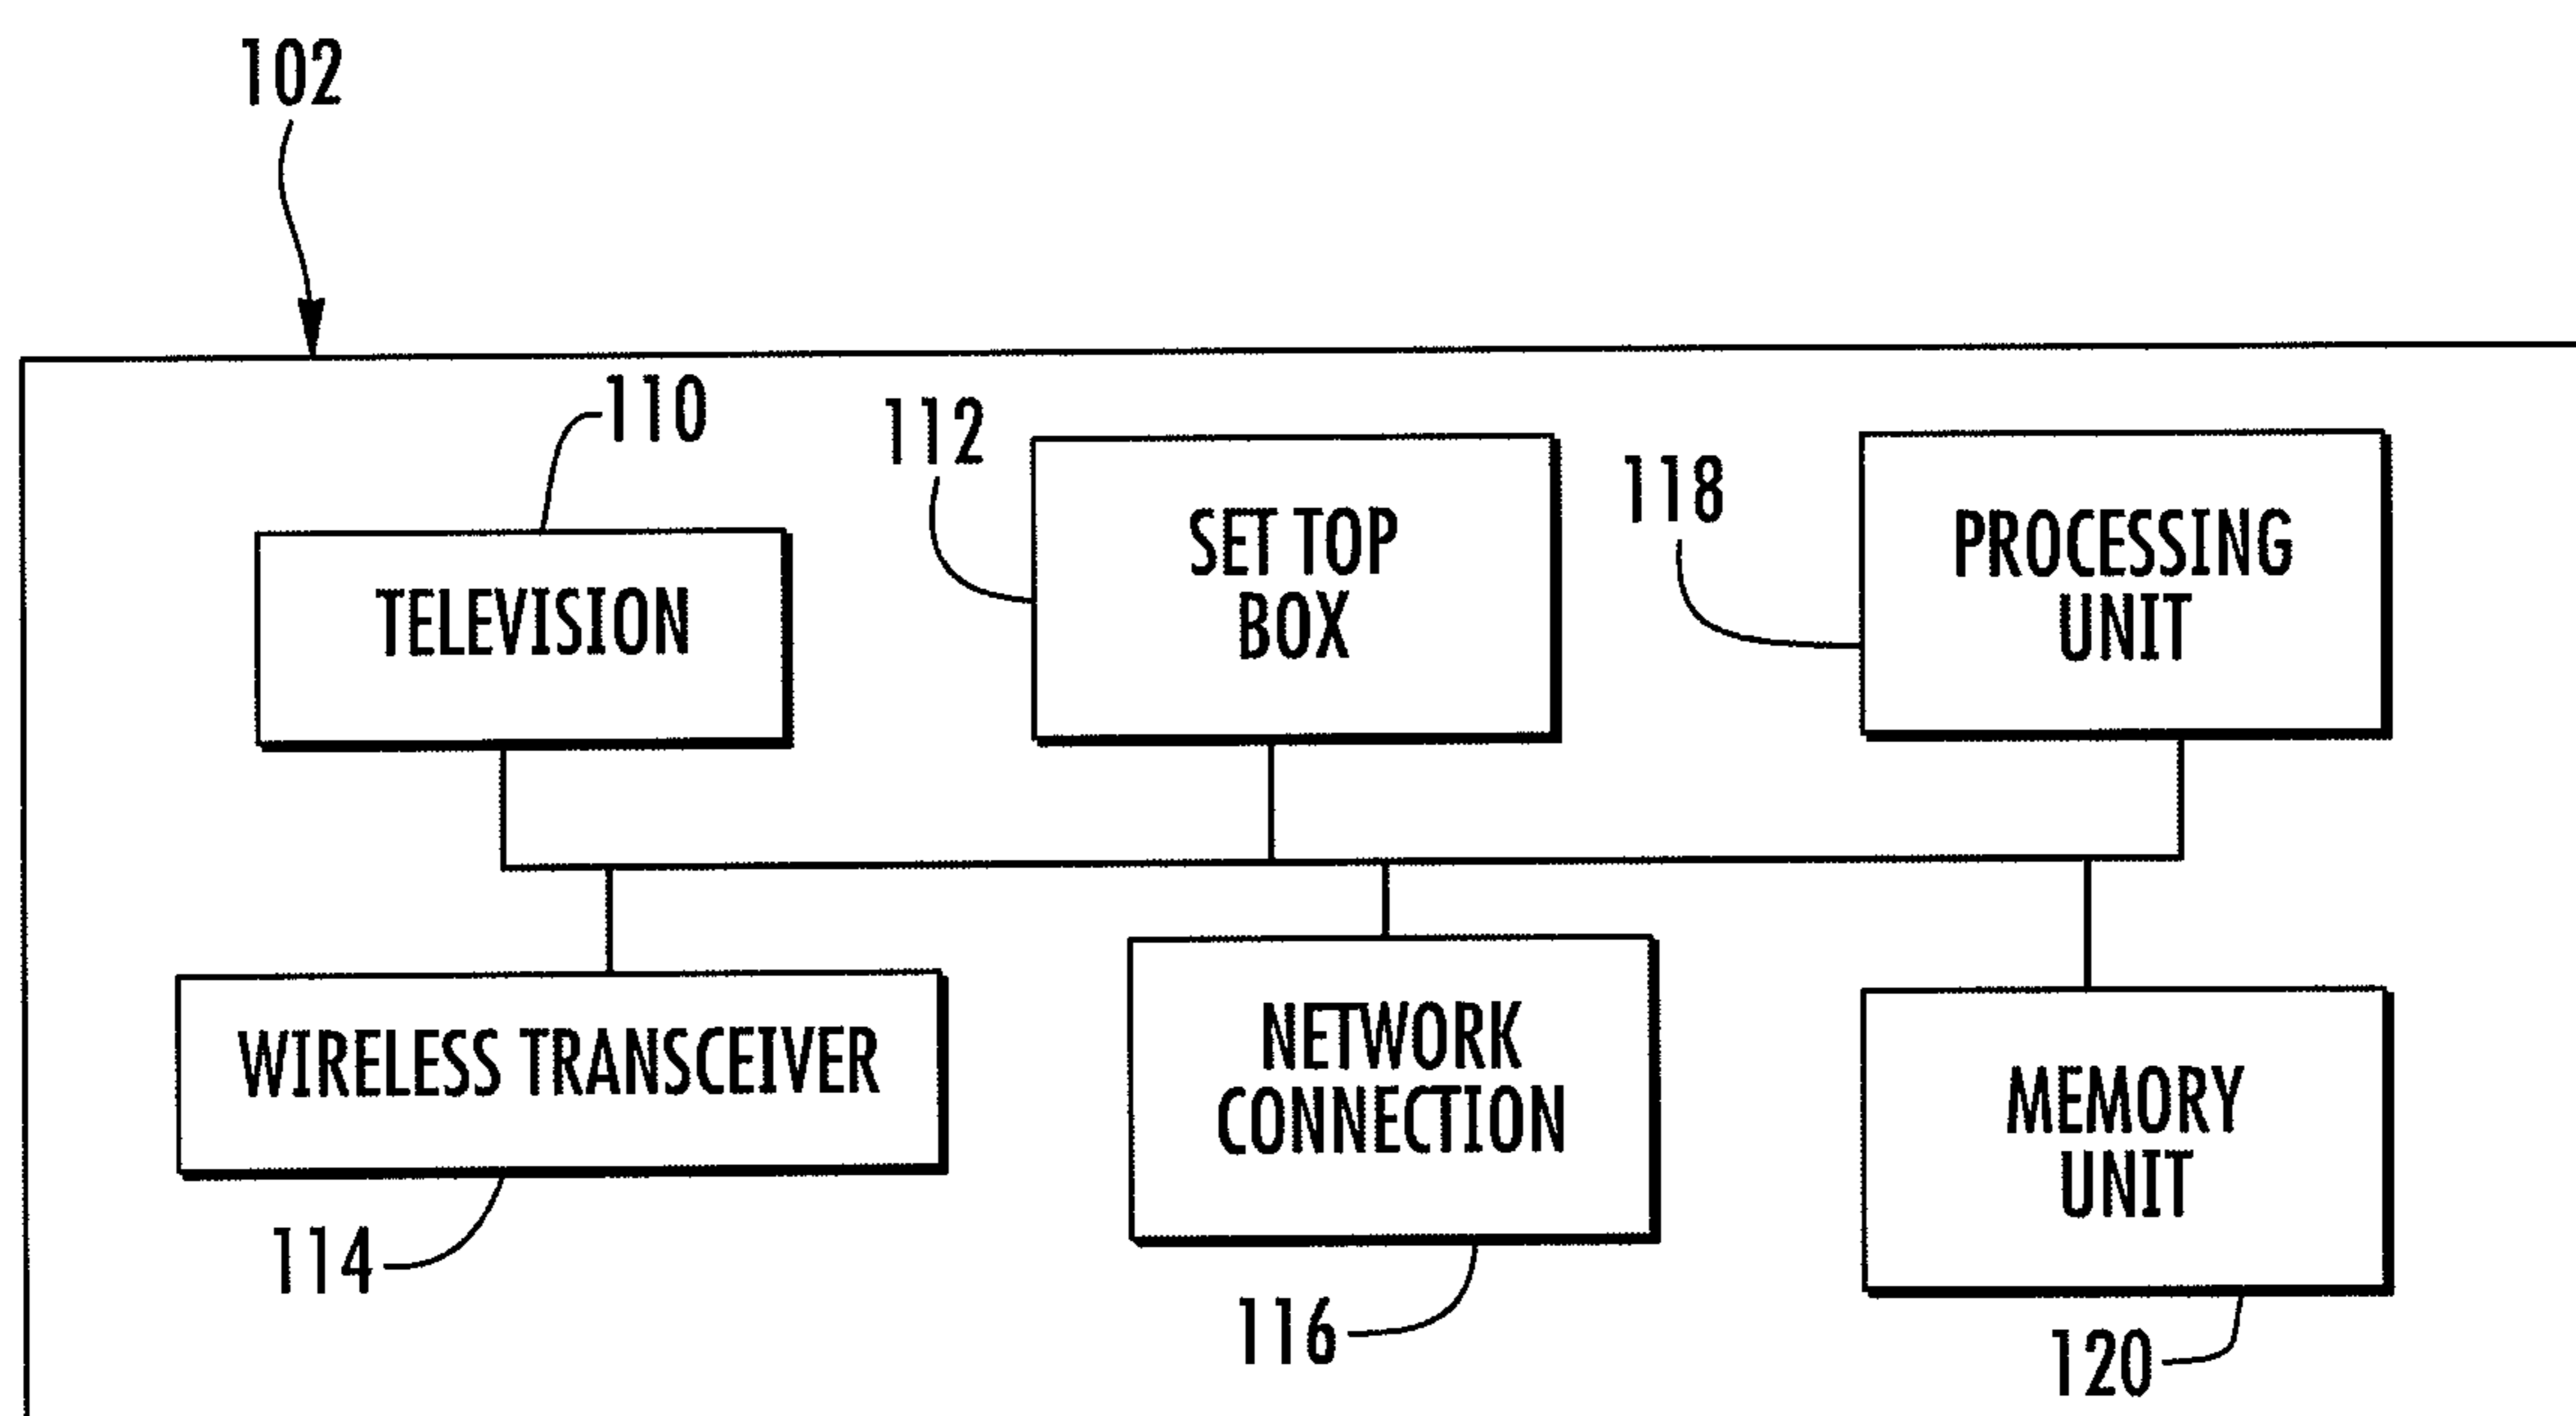 102
110
112
118
TELEVISION
SET TOP
BOX
PROCESSING
UNIT
WIRELESS TRANSCEIVER
NETWORK
CONNECTION
MEMORY
UNIT
114
116
120